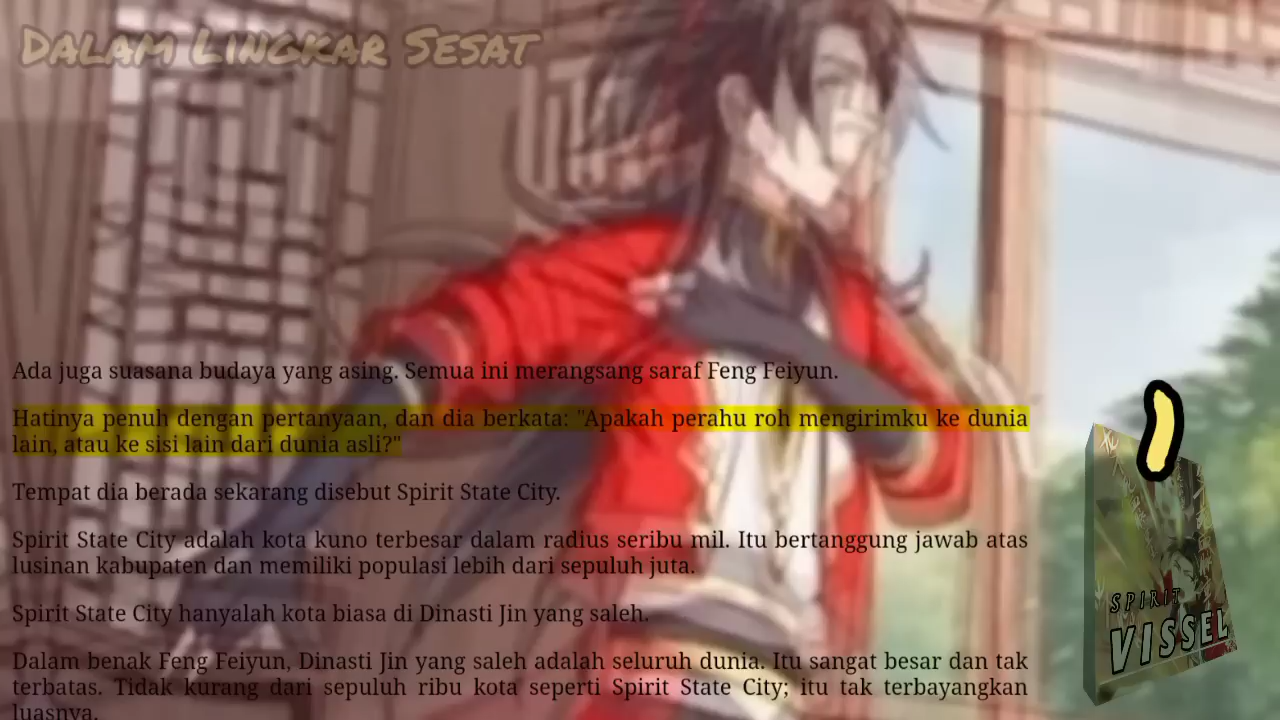 DALAM LINGKAR SESAT
Ada juga suasana budaya yang asing. Semua ini merangsang saraf Feng Feiyun.
Hatinya penuh dengan pertanyaan, dan dia berkata: "Apakah perahu roh mengirimku ke dunia
lain, atau ke sisi lain dari dunia asli?"
Tempat dia berada sekarang disebut Spirit State City.
Spirit State City adalah kota kuno terbesar dalam radius seribu mil. Itu bertanggung jawab atas
lusinan kabupaten dan memiliki populasi lebih dari sepuluh juta.
Spirit State City hanyalah kota biasa di Dinasti Jin yang saleh.
Dalam benak Feng Feiyun, Dinasti Jin yang saleh adalah seluruh dunia. Itu sangat besar dan tak
terbatas. Tidak kurang dari sepuluh ribu kota seperti Spirit State City; itu tak terbayangkan
luasnya.
1
SPIRIT
VISSEL